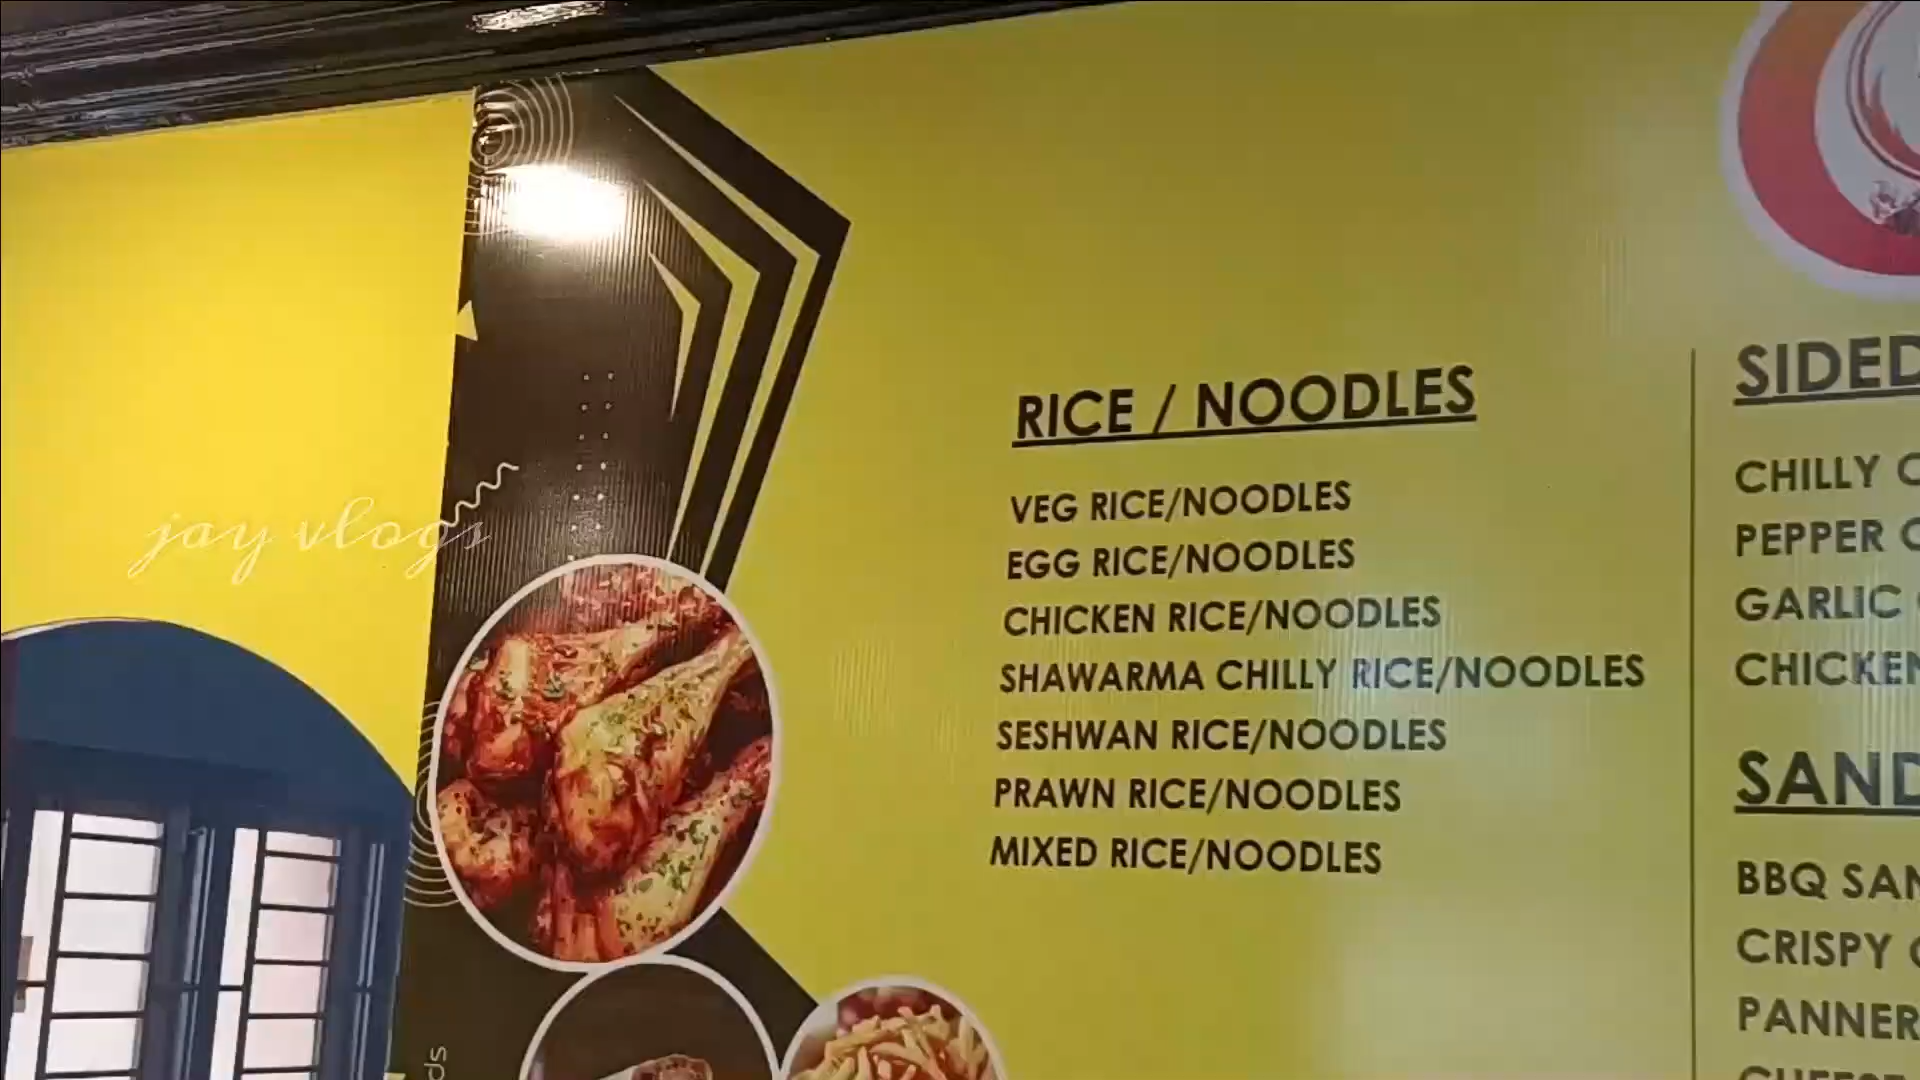 jay vlogs
RICE / NOODLES
VEG RICE/NOODLES
EGG RICE/NOODLES
CHICKEN RICE/NOODLES
SHAWARMA CHILLY RICE/NOODLES
SESHWAN RICE/NOODLES
PRAWN RICE/NOODLES
MIXED RICE/NOODLES
SIDED
CHILLY
PEPPER
GARLIC
CHICKEN
SAND
BBQ SAN
CRISPY
PANNER
ds